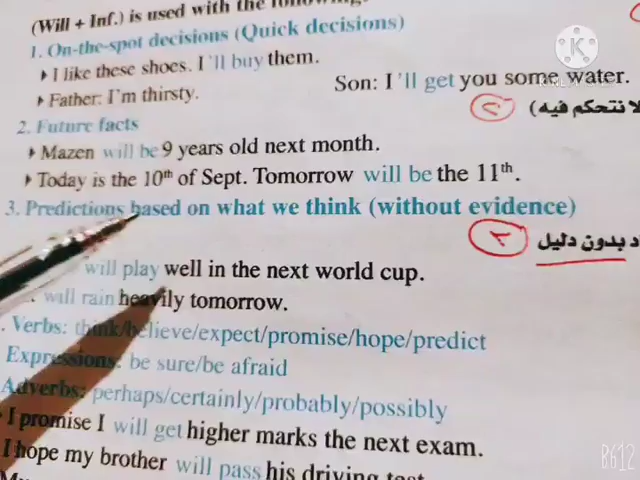 (Will + Inf.) is used with the following:
1. On-the-spot decisions (Quick decisions)
I like these shoes. I'll buy them.
Father: I'm thirsty. Son: I'll get you some water.
2. Future facts لا نتحكم فيه)
Mazen will be 9 years old next month.
Today is the 10th of Sept. Tomorrow will be the 11th.
3. Predictions based on what we think (without evidence)
بدون دليل
will play well in the next world cup.
will rain heavily tomorrow.
Verbs: think/believe/expect/promise/hope/predict
Expressions: be sure/be afraid
Adverbs: perhaps/certainly/probably/possibly
I promise I will get higher marks the next exam.
I hope my brother will pass his driving test.
B612